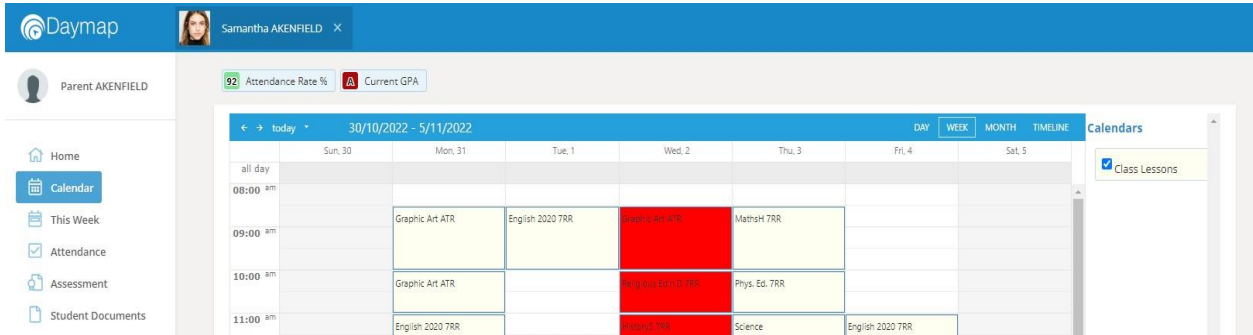 Daymap
Samantha AKENFIELD ×
Parent AKENFIELD
92 Attendance Rate %
A Current GPA
Home
Calendar
This Week
Attendance
Assessment
Student Documents
← → today 30/10/2022 - 5/11/2022 DAY WEEK MONTH TIMELINE
Calendars
Class Lessons
Sun, 30 Mon, 31 Tue, 1 Wed, 2 Thu, 3 Fri, 4 Sat, 5
all day
08:00 am
Graphic Art ATR English 2020 7RR Graphic Art ATR MathsH 7RR
09:00 am
10:00 am
Graphic Art ATR 7RR Phys. Ed. 7RR
11:00 am
English 2020 7RR 7RR Science English 2020 7RR